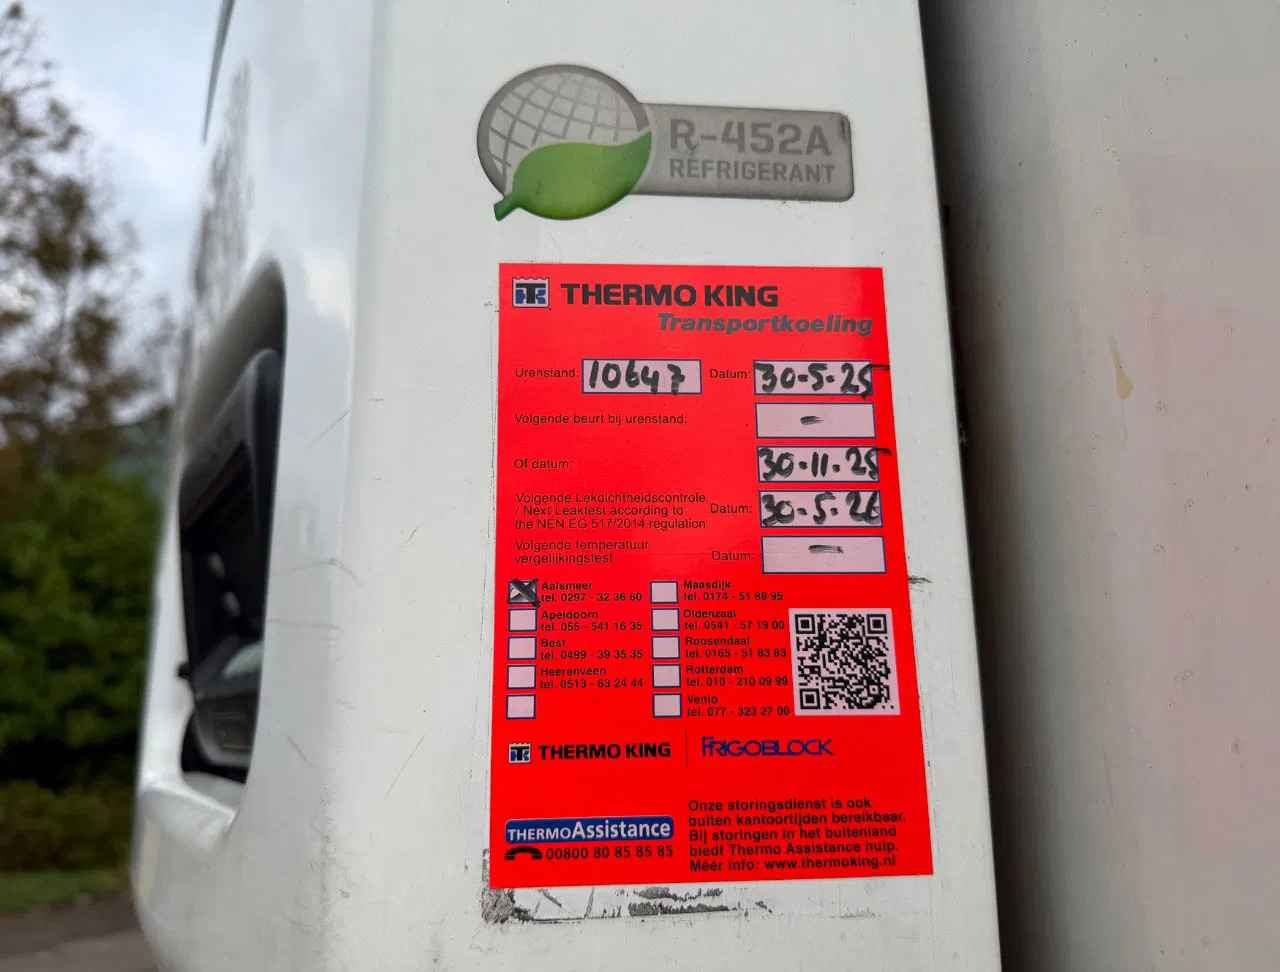 R-452A
REFRIGERANT
THERMO KING
Transportkoeling
Urenstand: 10647 Datum: 30-5-25
Volgende beurt bij urenstand: -
Of datum: 30-11-25
Volgende Lekdichtheidscontrole
/ Next Leaktest according to
the NEN EG 517/2014 regulation Datum: 30-5-26
Volgende temperatuur
vergelijkingstest Datum: -
Aalsmeer
tel. 0297 - 32 36 60
Apeldoorn
tel. 055 - 541 16 35
Best
tel. 0499 - 39 35 35
Heerenveen
tel. 0513 - 63 24 44
Maasdijk
tel. 0174 - 51 89 95
Oldenzaal
tel. 0541 - 57 19 00
Roosendaal
tel. 0165 - 51 83 83
Rotterdam
tel. 010 - 210 09 99
Venlo
tel. 077 - 323 27 00
THERMO KING FRIGOBLOCK
THERMOAssistance
00800 80 85 85 85
Onze storingsdienst is ook
buiten kantoortijden bereikbaar.
Bij storingen in het buitenland
biedt Thermo Assistance hulp.
Méér info: www.thermoking.nl